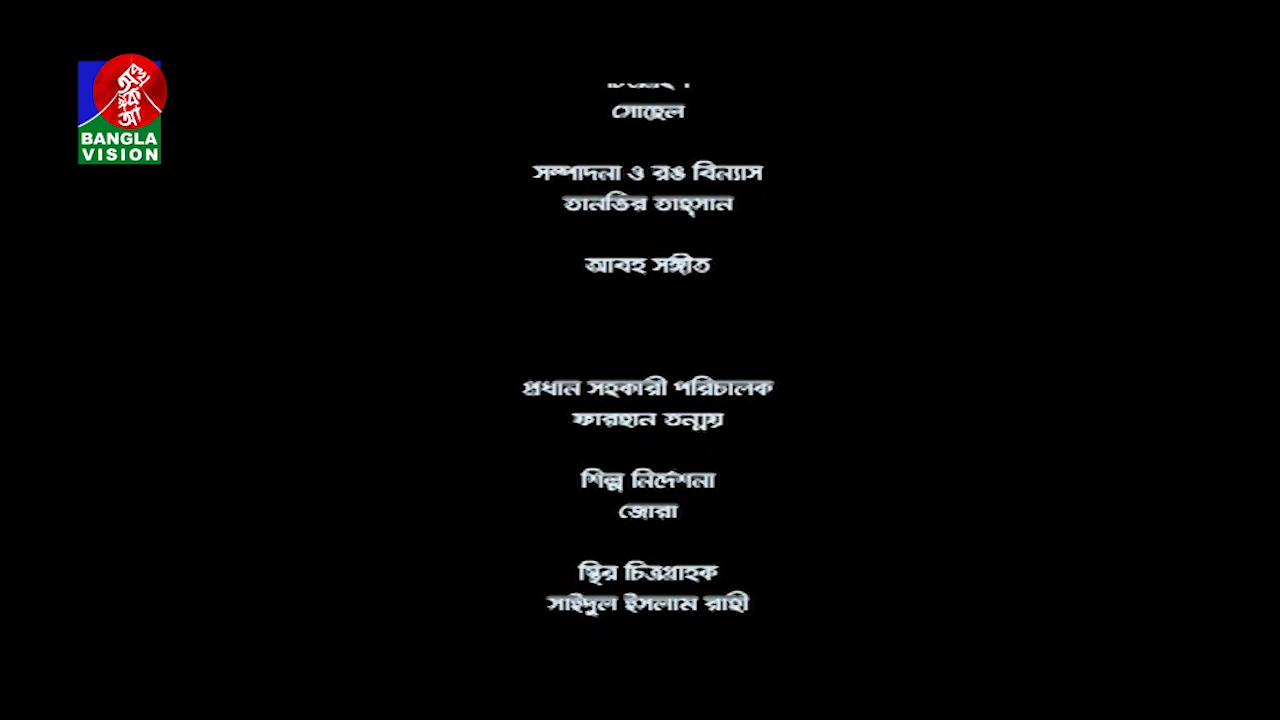 BANGLA
VISION
সোহেল
সম্পাদনা ও রঙ বিন্যাস
তানভির তাহ্সান
আবহ সঙ্গীত
প্রধান সহকারী পরিচালক
ফারহান তন্ময়
শিল্প নির্দেশনা
জোরা
স্থির চিত্রগ্রাহক
সাইদুল ইসলাম রাহী